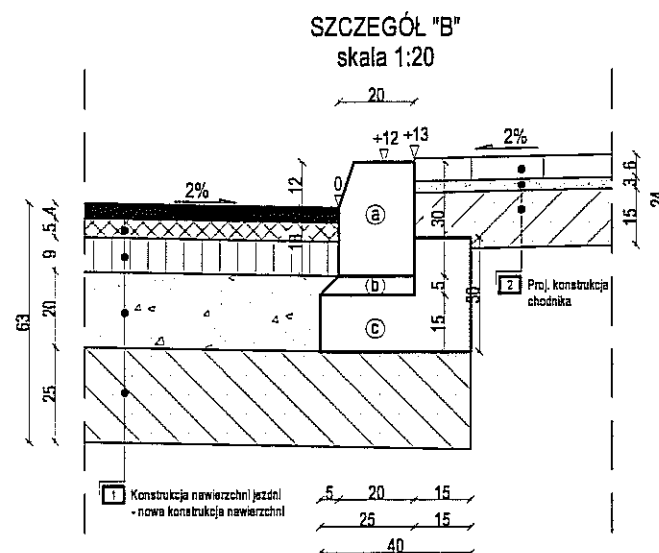 SZCZEGÓŁ "B"
skala 1:20
20
+12 +13
2%
12
0
2%
18
30
5
15
30
a
b
c
6
3
15
24
4
5
9
20
25
63
2 Proj. konstrukcja
chodnika
1 Konstrukcja nawierzchni jezdni
- nowa konstrukcja nawierzchni
5 20 15
25 15
40